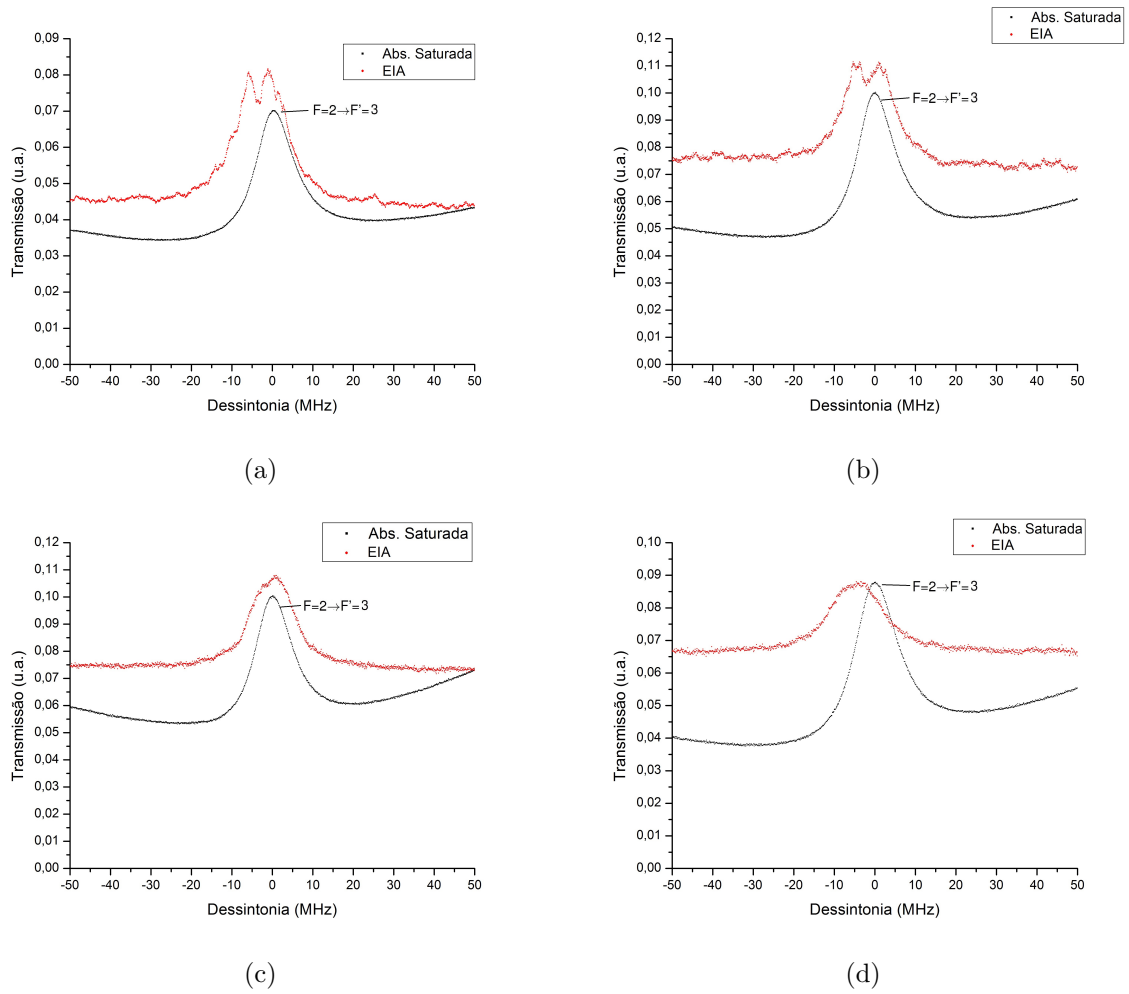 Abs. Saturada
EIA
F=2→F'=3
Transmissão (u.a.)
0,09
0,08
0,07
0,06
0,05
0,04
0,03
0,02
0,01
0,00
-50 -40 -30 -20 -10 0 10 20 30 40 50
Dessintonia (MHz)
(a)
Abs. Saturada
EIA
F=2→F'=3
Transmissão (u.a.)
0,12
0,11
0,10
0,09
0,08
0,07
0,06
0,05
0,04
0,03
0,02
0,01
0,00
-50 -40 -30 -20 -10 0 10 20 30 40 50
Dessintonia (MHz)
(b)
Abs. Saturada
EIA
F=2→F'=3
Transmissão (u.a.)
0,12
0,11
0,10
0,09
0,08
0,07
0,06
0,05
0,04
0,03
0,02
0,01
0,00
-50 -40 -30 -20 -10 0 10 20 30 40 50
Dessintonia (MHz)
(c)
Abs. Saturada
EIA
F=2→F'=3
Transmissão (u.a.)
0,10
0,09
0,08
0,07
0,06
0,05
0,04
0,03
0,02
0,01
0,00
-50 -40 -30 -20 -10 0 10 20 30 40 50
Dessintonia (MHz)
(d)